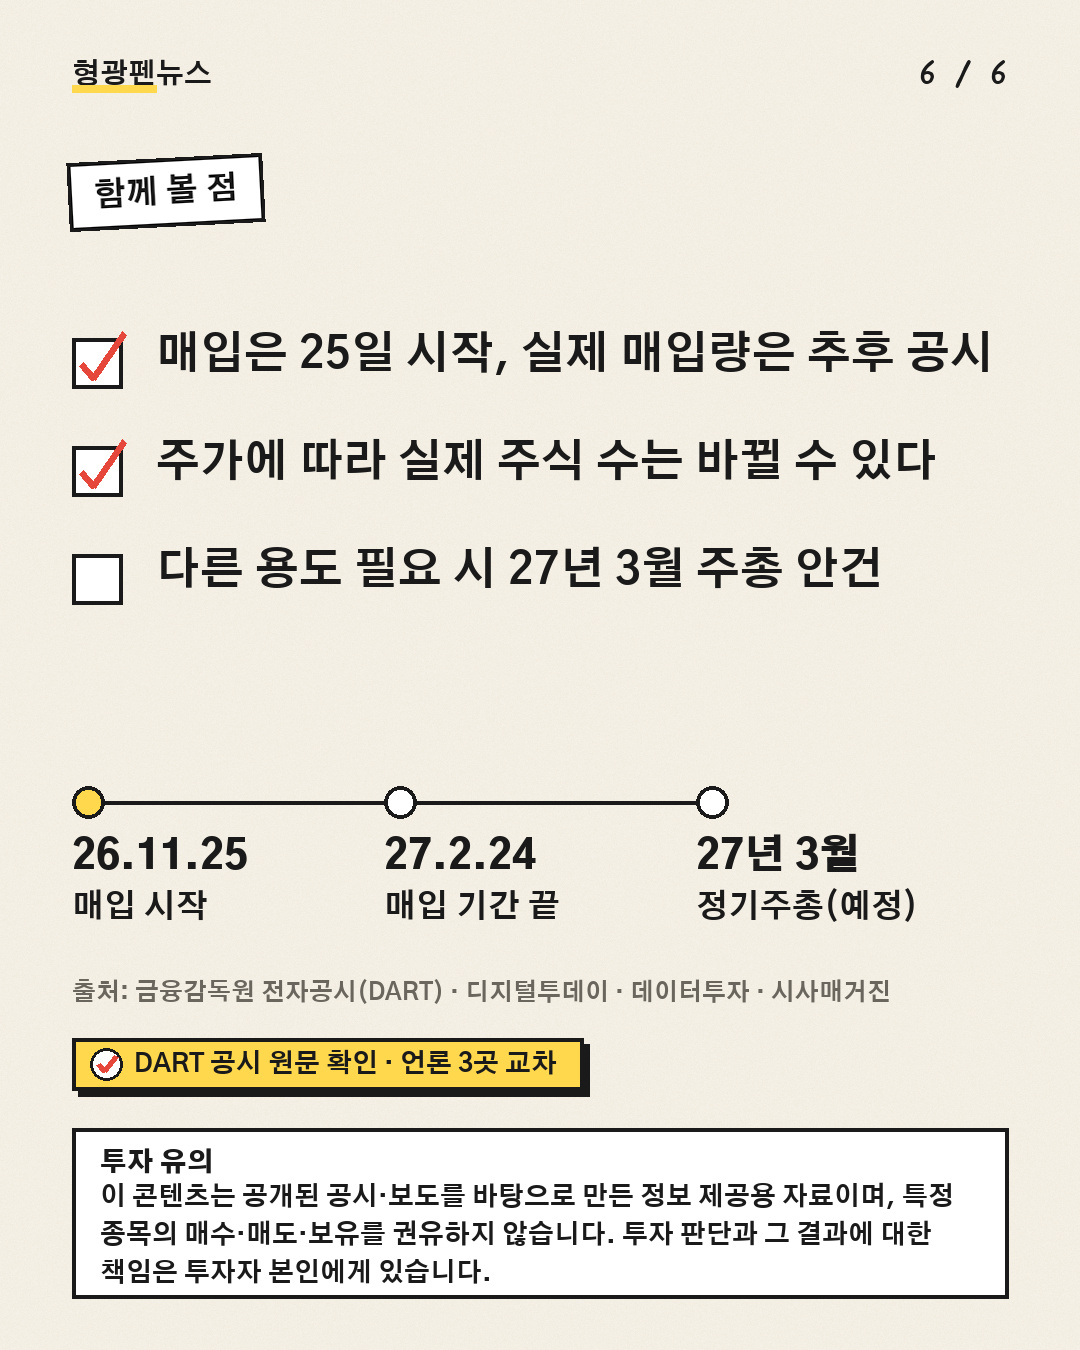 형광펜뉴스
6 / 6
함께 볼 점
매입은 25일 시작, 실제 매입량은 추후 공시
주가에 따라 실제 주식 수는 바뀔 수 있다
다른 용도 필요 시 27년 3월 주총 안건
26.11.25
매입 시작
27.2.24
매입 기간 끝
27년 3월
정기주총(예정)
출처: 금융감독원 전자공시(DART) · 디지털투데이 · 데이터투자 · 시사매거진
DART 공시 원문 확인 · 언론 3곳 교차
투자 유의
이 콘텐츠는 공개된 공시·보도를 바탕으로 만든 정보 제공용 자료이며, 특정
종목의 매수·매도·보유를 권유하지 않습니다. 투자 판단과 그 결과에 대한
책임은 투자자 본인에게 있습니다.